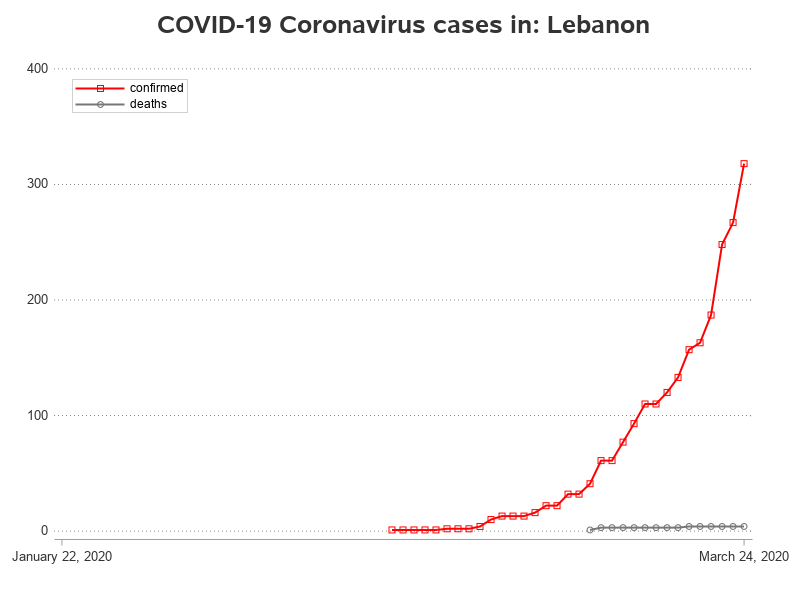 COVID-19 Coronavirus cases in: Lebanon
400
confirmed
deaths
300
200
100
0
January 22, 2020
March 24, 2020